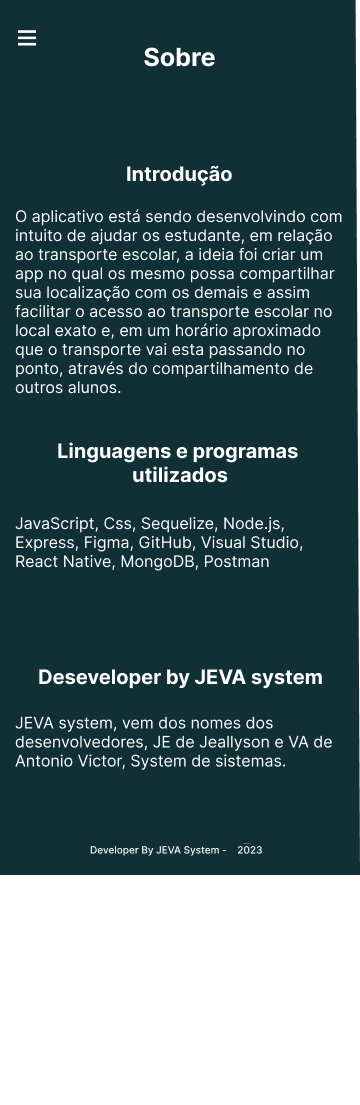 Sobre
Introdução
O aplicativo está sendo desenvolvindo com
intuito de ajudar os estudante, em relação
ao transporte escolar, a ideia foi criar um
app no qual os mesmo possa compartilhar
sua localização com os demais e assim
facilitar o acesso ao transporte escolar no
local exato e, em um horário aproximado
que o transporte vai esta passando no
ponto, através do compartilhamento de
outros alunos.
Linguagens e programas
utilizados
JavaScript, Css, Sequelize, Node.js,
Express, Figma, GitHub, Visual Studio,
React Native, MongoDB, Postman
Deseveloper by JEVA system
JEVA system, vem dos nomes dos
desenvolvedores, JE de Jeallyson e VA de
Antonio Victor, System de sistemas.
Developer By JEVA System - 2023